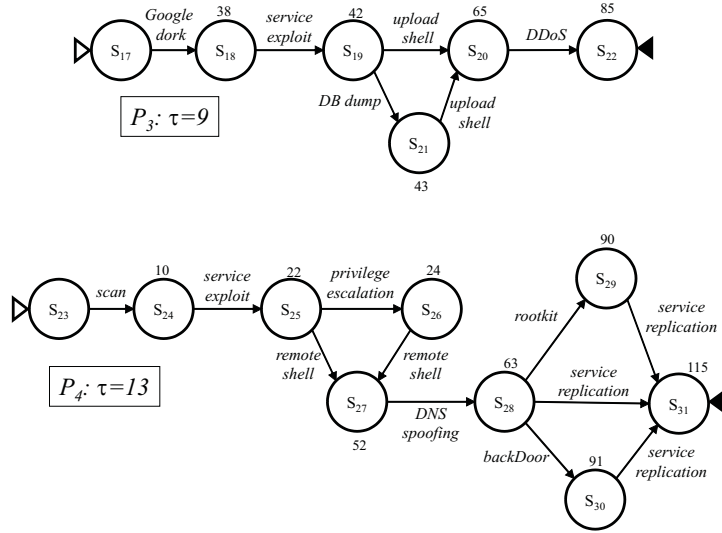 Google
dork
38
service
exploit
42
upload
shell
65
DDoS
85
S17
S18
S19
S20
S22
DB dump
upload
shell
P3: τ=9
S21
43
10
scan
service
exploit
22
privilege
escalation
24
90
S29
S23
S24
S25
S26
rootkit
service
replication
remote
shell
remote
shell
63
service
replication
115
P4: τ=13
S27
S28
S31
52
DNS
spoofing
backDoor
91
service
replication
S30